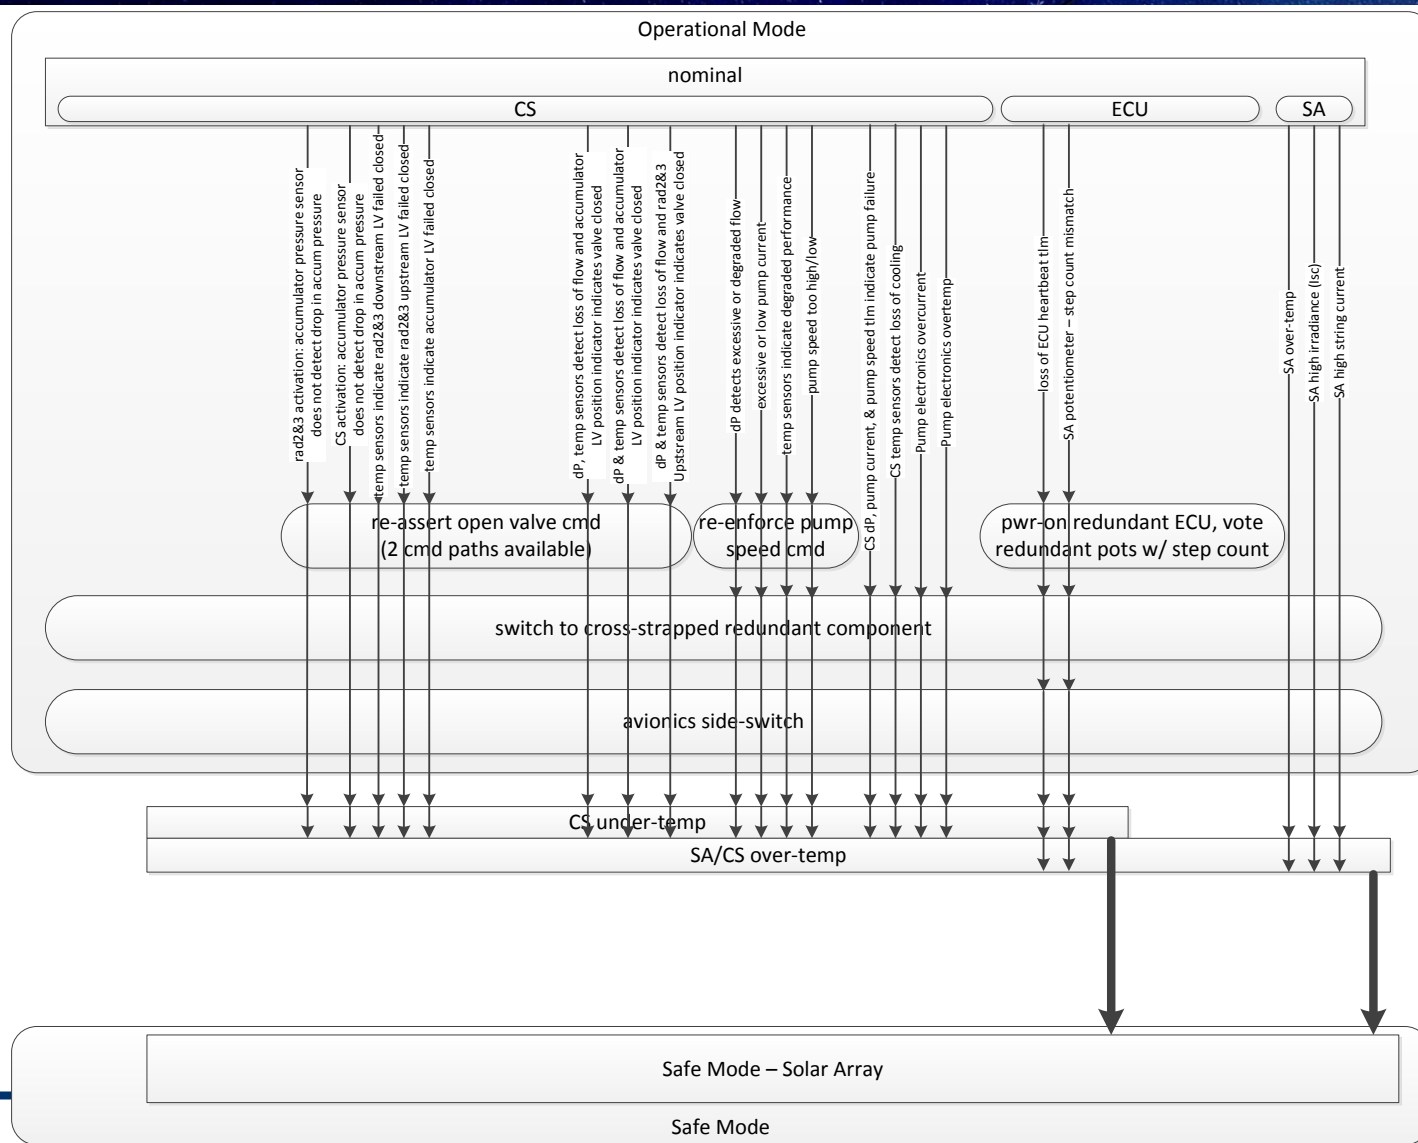 Operational Mode
nominal
CS
ECU
SA
rad2&3 activation: accumulator pressure sensor
does not detect drop in accum pressure
CS activation: accumulator pressure sensor
does not detect drop in accum pressure
temp sensors indicate rad2&3 downstream LV failed closed
temp sensors indicate rad2&3 upstream LV failed closed
temp sensors indicate accumulator LV failed closed
dP, temp sensors detect loss of flow and accumulator
LV position indicator indicates valve closed
dP & temp sensors detect loss of flow and accumulator
LV position indicator indicates valve closed
dP & temp sensors detect loss of flow and rad2&3
Upstsream LV position indicator indicates valve closed
dP detects excessive or degraded flow
excessive or low pump current
temp sensors indicate degraded performance
pump speed too high/low
CS dP, pump current, & pump speed tlm indicate pump failure
CS temp sensors detect loss of cooling
Pump electronics overcurrent
Pump electronics overtemp
loss of ECU heartbeat tlm
SA potentiometer – step count mismatch
SA over-temp
SA high irradiance (Isc)
SA high string current
re-assert open valve cmd
(2 cmd paths available)
re-enforce pump
speed cmd
pwr-on redundant ECU, vote
redundant pots w/ step count
switch to cross-strapped redundant component
avionics side-switch
CS under-temp
SA/CS over-temp
Safe Mode – Solar Array
Safe Mode